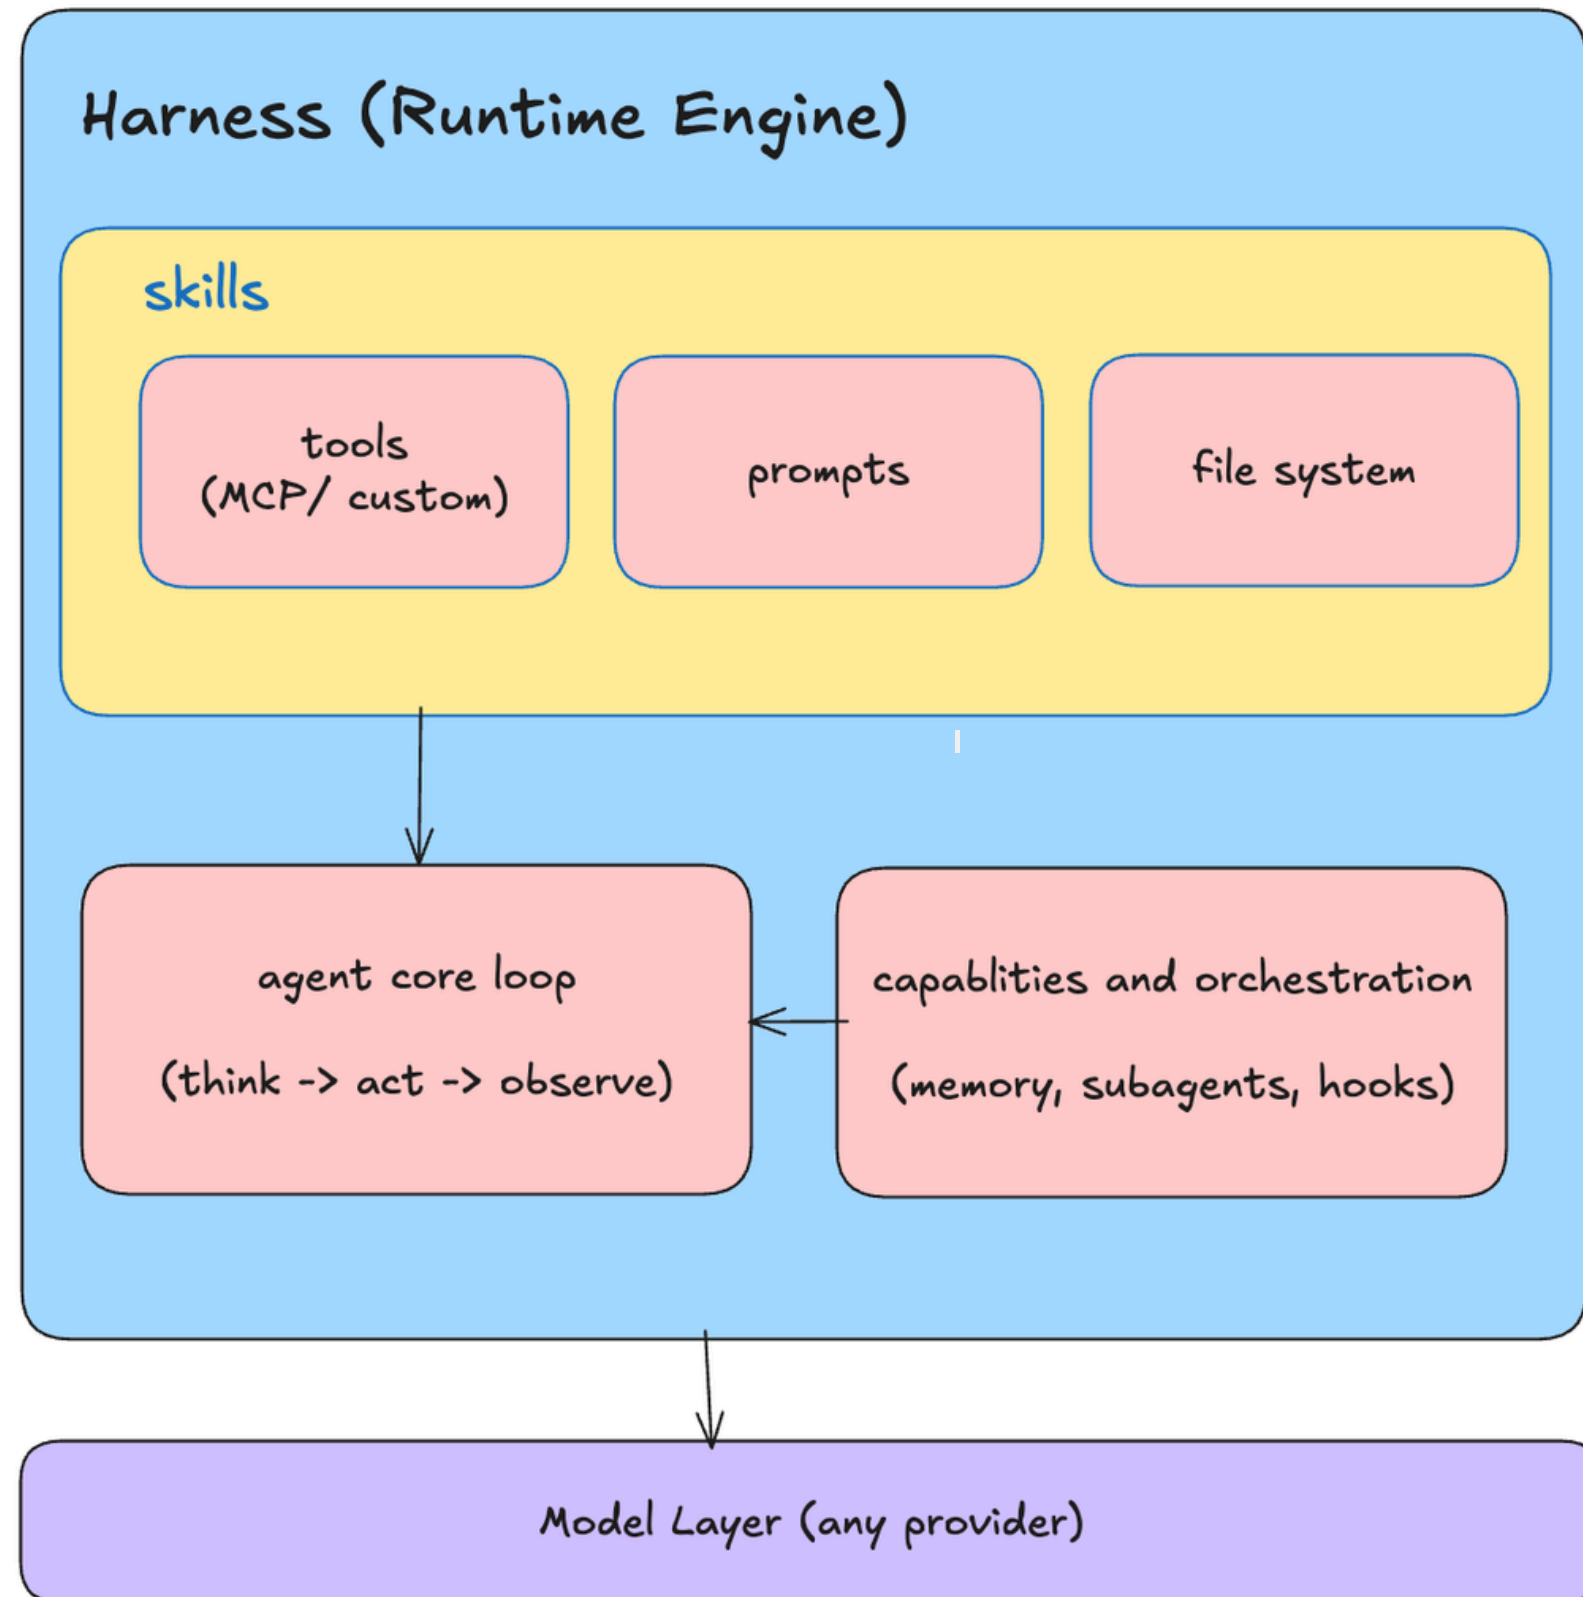 Harness (Runtime Engine)
skills
tools
(MCP/ custom)
prompts
file system
agent core loop
(think -> act -> observe)
capablities and orchestration
(memory, subagents, hooks)
Model Layer (any provider)